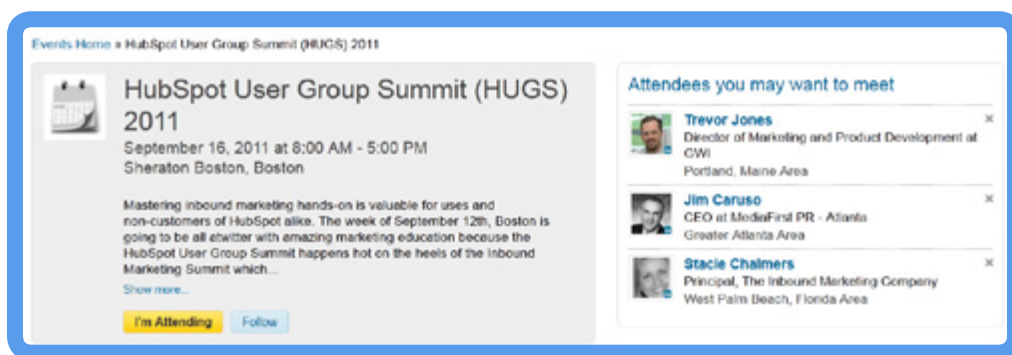 Events Home » HubSpot User Group Summit (HUGS) 2011
HubSpot User Group Summit (HUGS)
2011
September 16, 2011 at 8:00 AM - 5:00 PM
Sheraton Boston, Boston
Mastering inbound marketing hands-on is valuable for uses and
non-customers of HubSpot alike. The week of September 12th, Boston is
going to be all atwitter with amazing marketing education because the
HubSpot User Group Summit happens hot on the heels of the Inbound
Marketing Summit which...
Show more...
I'm Attending
Follow
Attendees you may want to meet
Trevor Jones
Director of Marketing and Product Development at
GWI
Portland, Maine Area
Jim Caruso
CEO at MediaFirst PR - Atlanta
Greater Atlanta Area
Stacie Chalmers
Principal, The Inbound Marketing Company
West Palm Beach, Florida Area